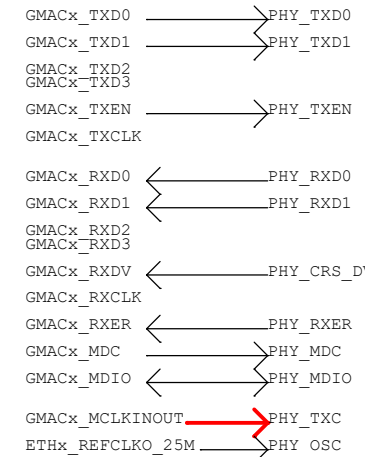 GMACx_TXD0 PHY_TXD0
GMACx_TXD1 PHY_TXD1
GMACx_TXD2
GMACx_TXD3
GMACx_TXEN PHY_TXEN
GMACx_TXCLK
GMACx_RXD0 PHY_RXD0
GMACx_RXD1 PHY_RXD1
GMACx_RXD2
GMACx_RXD3
GMACx_RXDV PHY_CRS_DV
GMACx_RXCLK
GMACx_RXER PHY_RXER
GMACx_MDC PHY_MDC
GMACx_MDIO PHY_MDIO
GMACx_MCLKINOUT PHY_TXC
ETHx_REFCLKO_25M PHY OSC